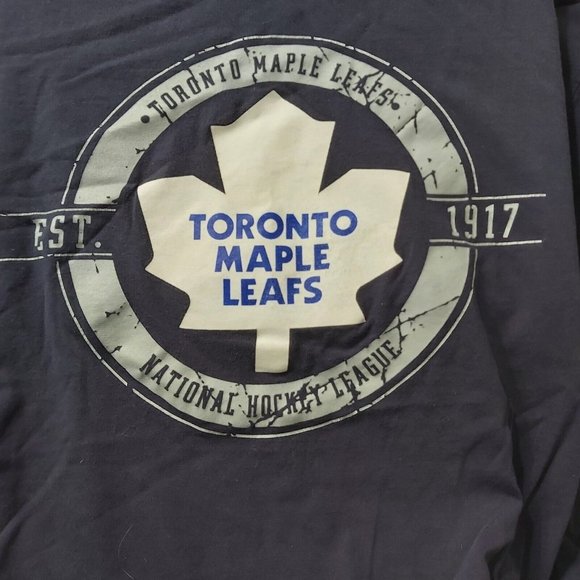 •TORONTO MAPLE LEAFS•
EST. 1917
TORONTO
MAPLE
LEAFS
NATIONAL HOCKEY LEAGUE